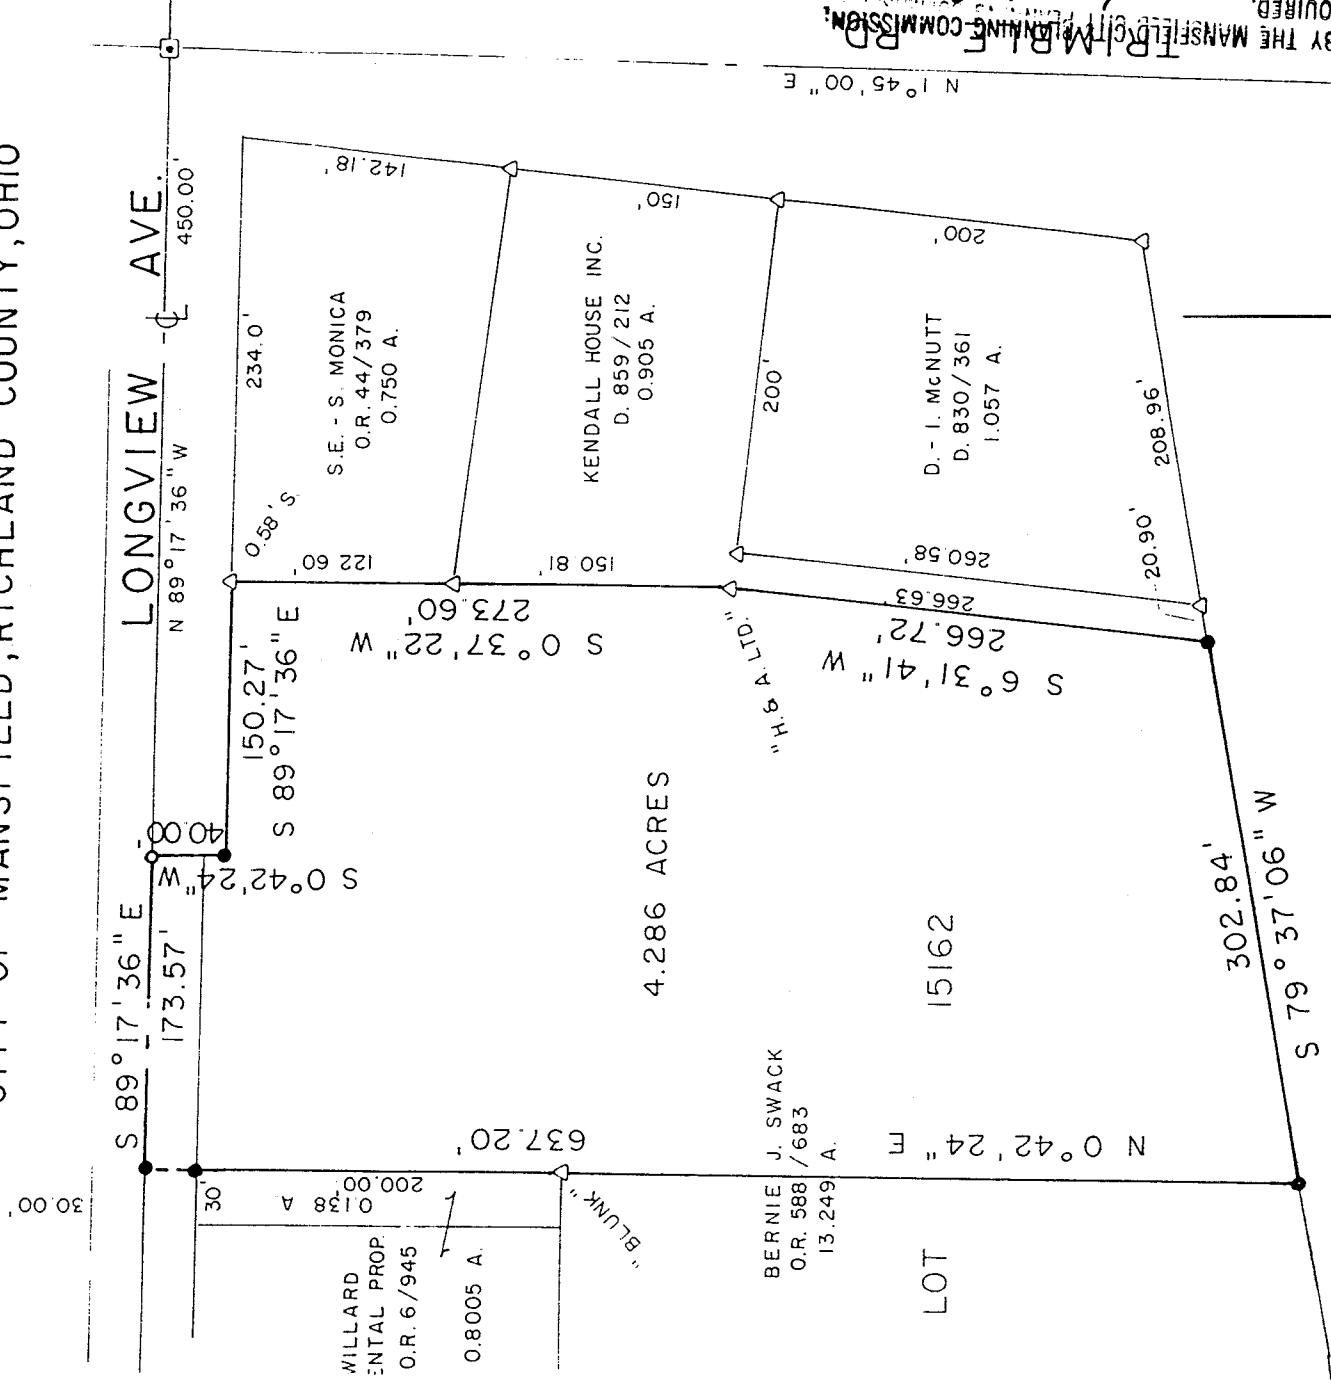 CITY OF MANSFIELD, RICHLAND COUNTY, OHIO
LONGVIEW AVE.
N 89°17'36" W
450.00'
TRIMBLE RD
BY THE MANSFIELD CITY PLANNING COMMISSION.
N 1°45'00" E
234.0'
142.18'
S.E. - S. MONICA
O.R. 44/379
0.750 A.
0.58' S.
122.60'
150'
KENDALL HOUSE INC.
D. 859/212
0.905 A.
150.81'
200'
200'
D. - I. McNUTT
D. 830/361
1.057 A.
260.58'
208.96'
20.90'
266.63'
266.72'
S 6°31'41" W
"H.& A. LTD."
273.60'
S 0°37'22" W
150.27'
S 89°17'36" E
40.00'
S 0°42'24" W
S 89°17'36" E
173.57'
4.286 ACRES
15162
LOT
302.84'
S 79°37'06" W
637.20'
N 0°42'24" E
BERNIE J. SWACK
O.R. 588/683
13.249 A.
"BLUNK"
30.00'
30'
200.00
0.138 A
WILLARD
ENTAL PROP.
O.R. 6/945
0.8005 A.